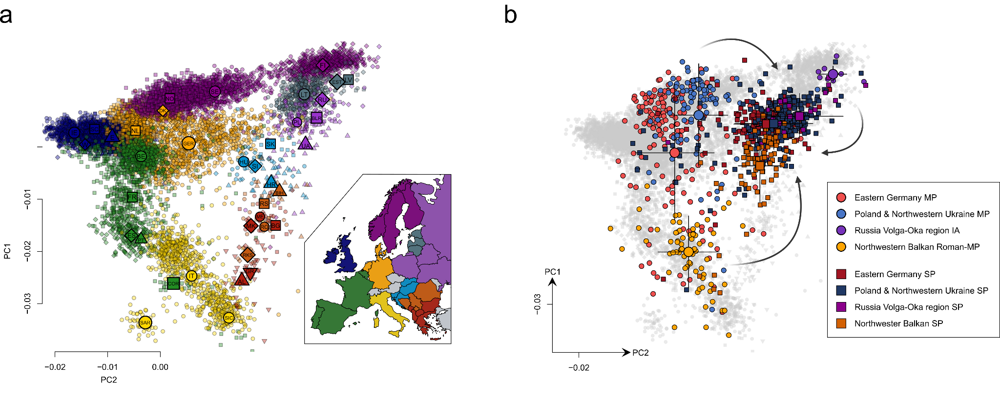 a
b
FI
EST
LV
LT
RU
SE
NO
DK
BLR
PL
IE
SC
W
NL
GER
SK
UA
BE
HU
SI
HR
BIH
FR
RS
ME
MK
RO
BG
ES
PT
RKS
GR
AL
IT
COR
SAR
SIC
−0.01
−0.02
−0.03
PC1
−0.02
−0.01
0.00
PC2
Eastern Germany MP
Poland & Northwestern Ukraine MP
Russia Volga-Oka region IA
Northwestern Balkan Roman-MP
Eastern Germany SP
Poland & Northwestern Ukraine SP
Russia Volga-Oka region SP
Northwester Balkan SP
PC1
−0.03
PC2
−0.02